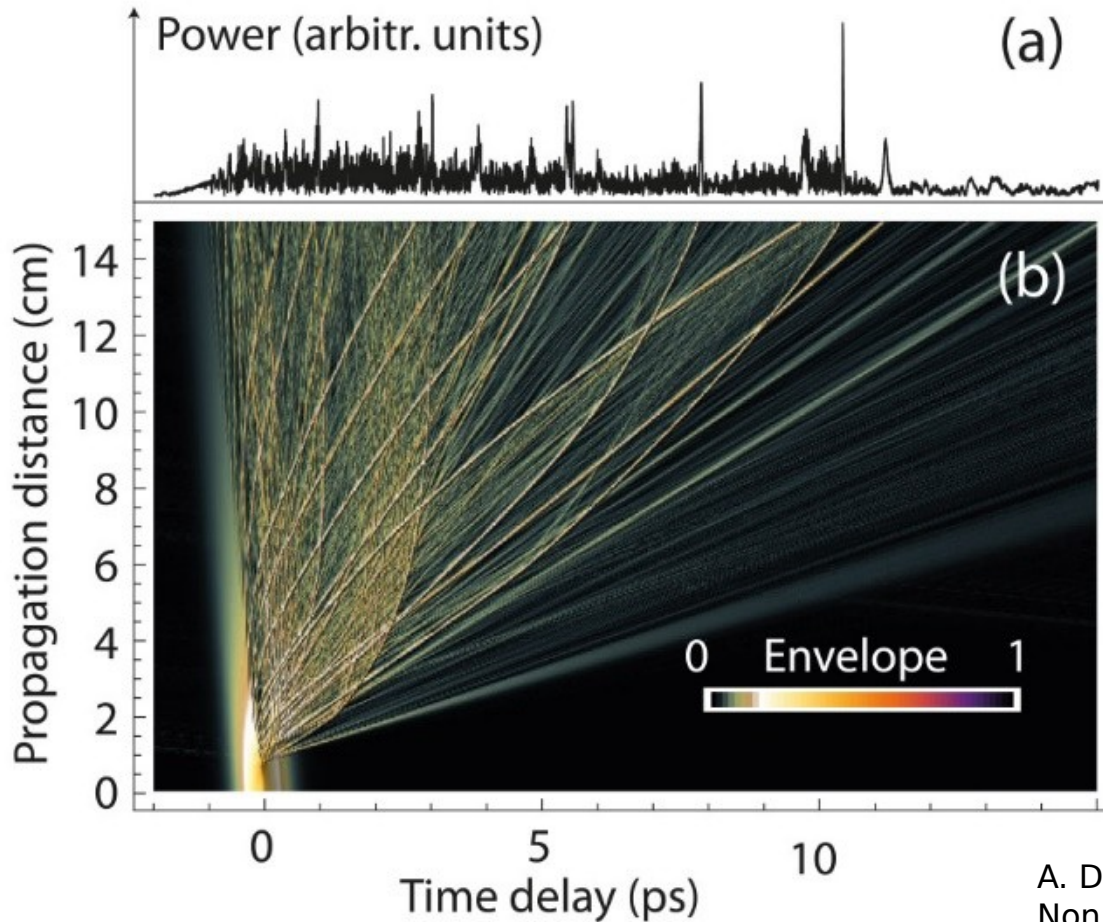 Power (arbitr. units)
(a)
(b)
Propagation distance (cm)
14
12
10
8
6
4
2
0
0 Envelope 1
0 5 10
Time delay (ps)
A. D
Non